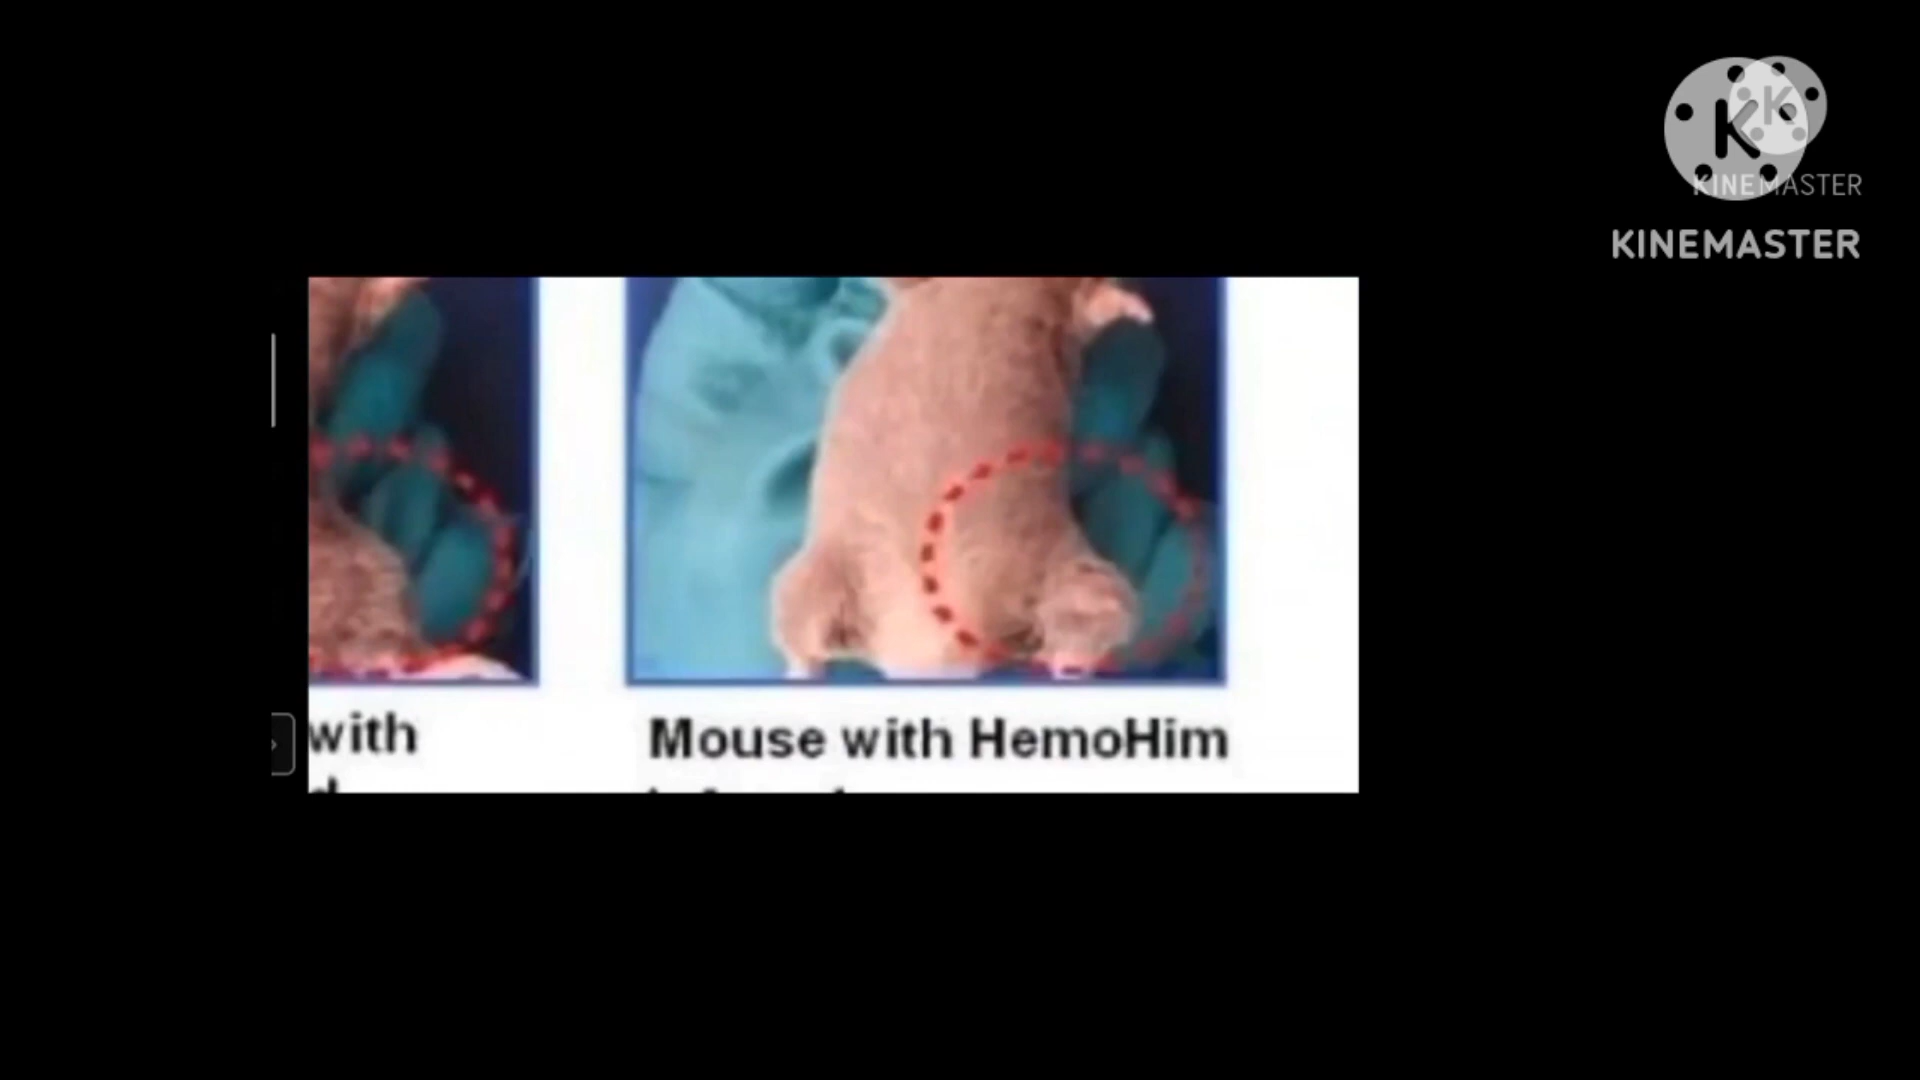 K
K
KINEMASTER
KINEMASTER
with
Mouse with HemoHim